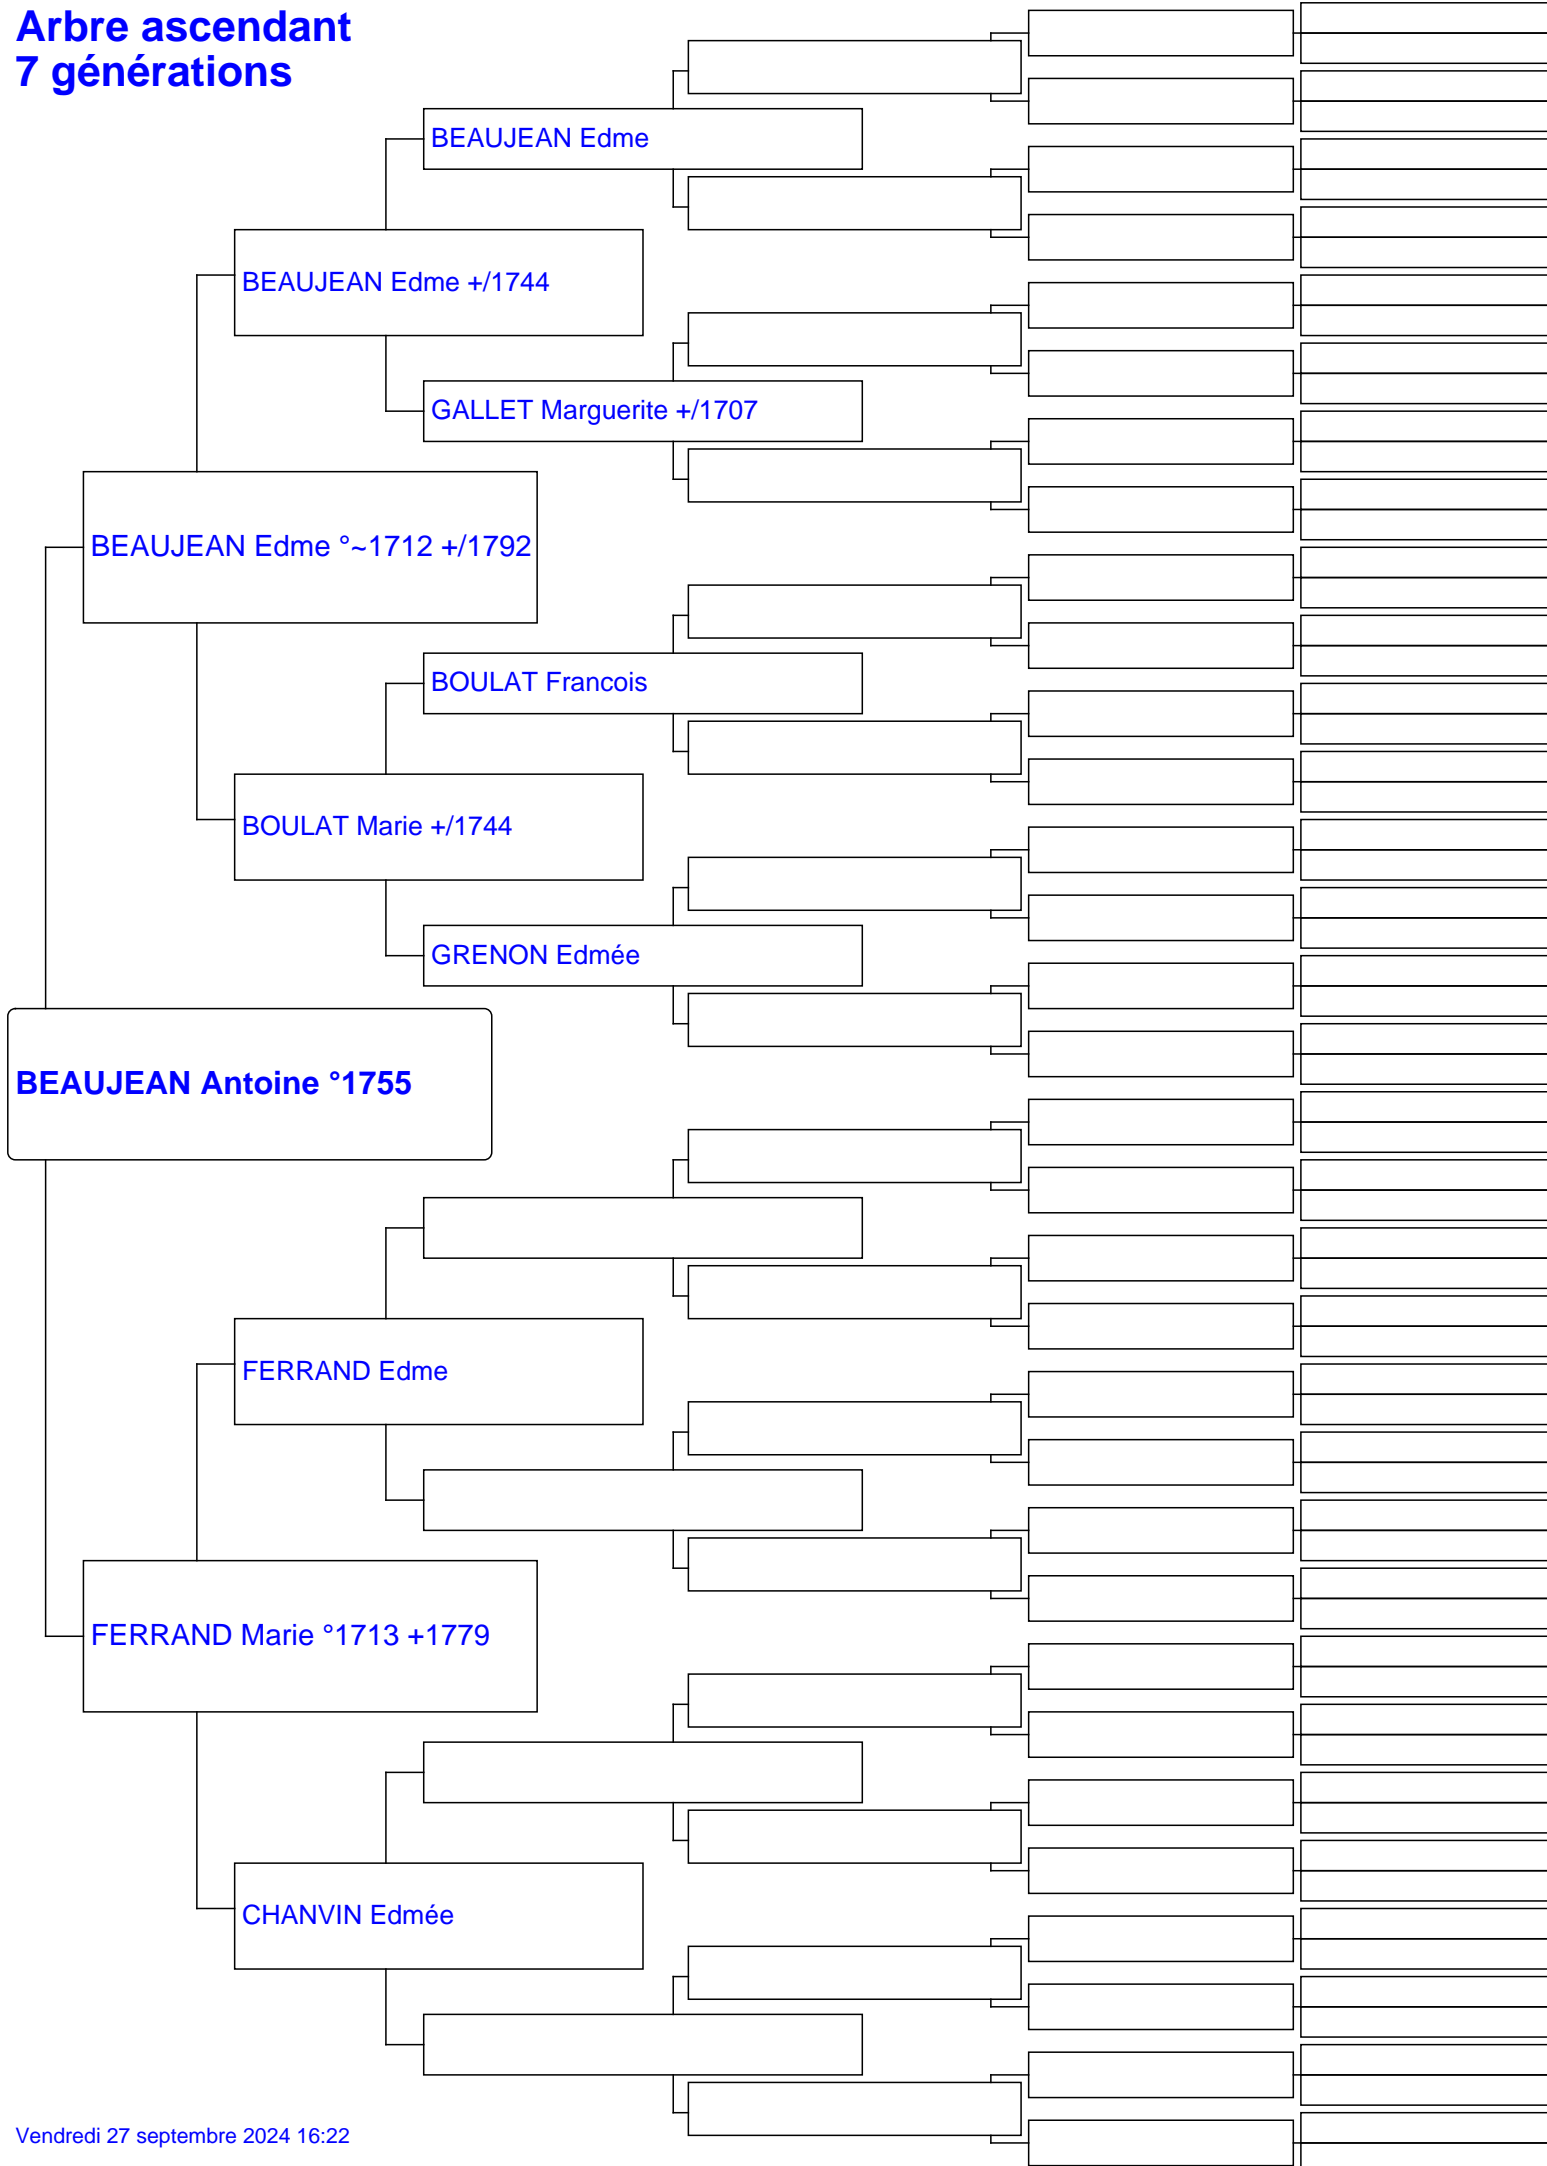 Arbre ascendant
7 générations
BEAUJEAN Edme
BEAUJEAN Edme +/1744
GALLET Marguerite +/1707
BEAUJEAN Edme °~1712 +/1792
BOULAT Francois
BOULAT Marie +/1744
GRENON Edmée
BEAUJEAN Antoine °1755
FERRAND Edme
FERRAND Marie °1713 +1779
CHANVIN Edmée
Vendredi 27 septembre 2024 16:22